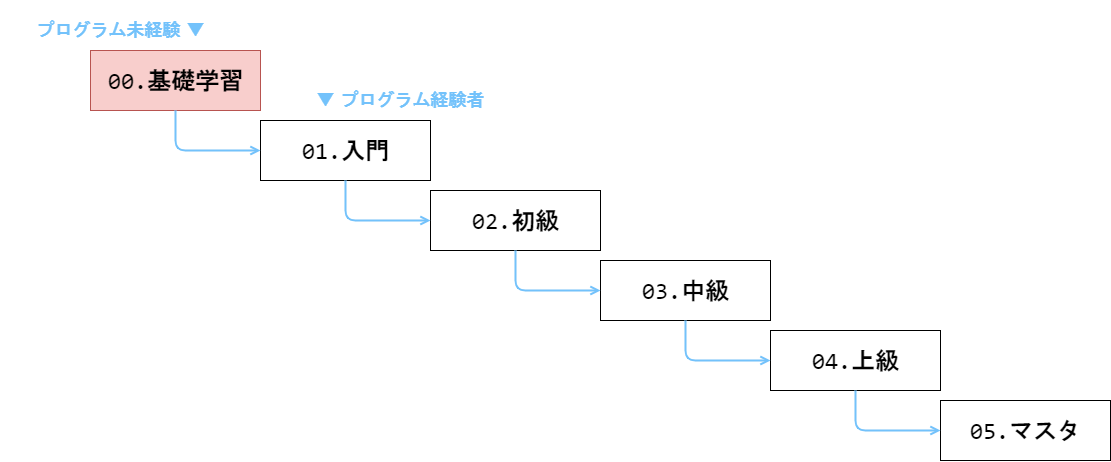 プログラム未経験 ▼
00.基礎学習
▼ プログラム経験者
01.入門
02.初級
03.中級
04.上級
05.マスタ